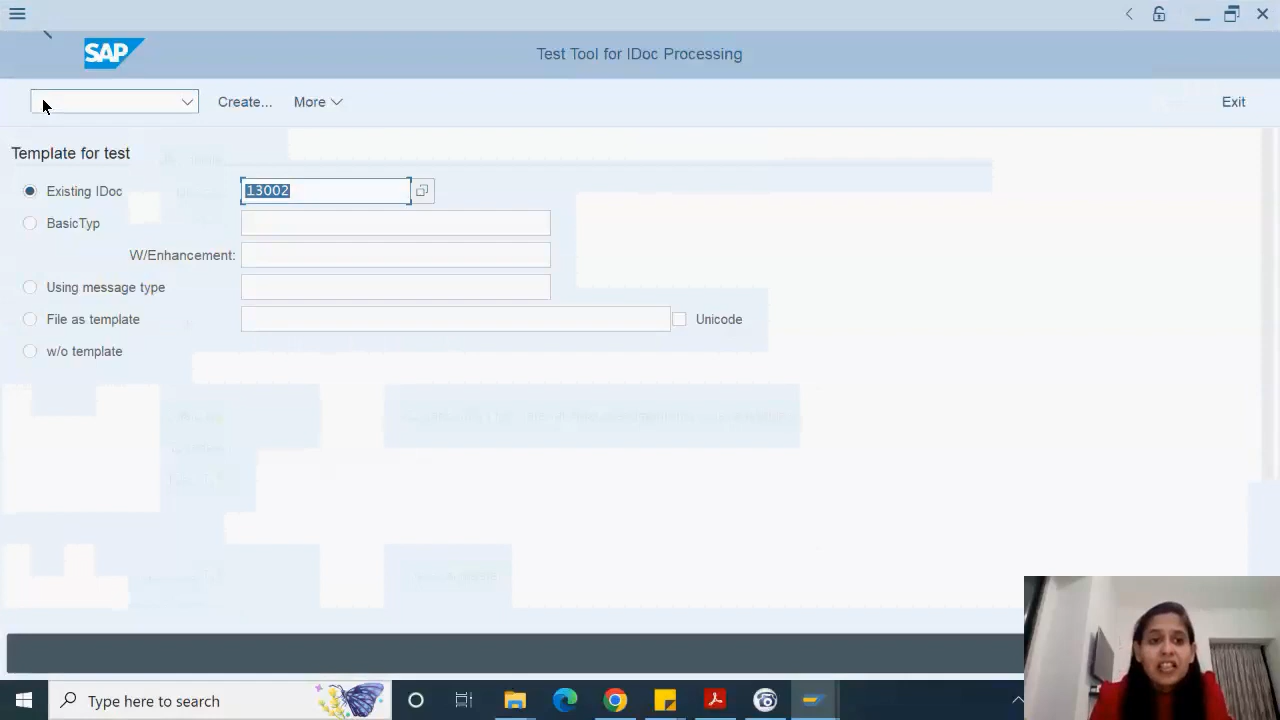 SAP
Test Tool for IDoc Processing
Create... More Exit
Template for test
Existing IDoc 13002
BasicTyp
W/Enhancement:
Using message type
File as template Unicode
w/o template
Type here to search